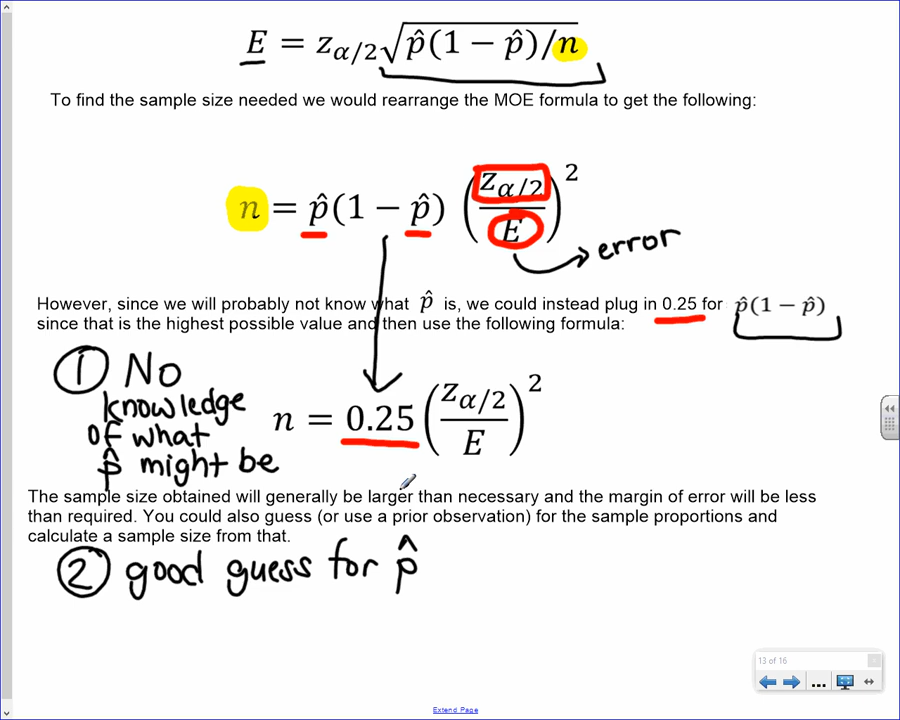 E = z_{α/2}√p̂(1 − p̂)/n
To find the sample size needed we would rearrange the MOE formula to get the following:
n = p̂(1 − p̂) (z_{α/2}/E)²
error
However, since we will probably not know what p̂ is, we could instead plug in 0.25 for p̂(1 − p̂)
since that is the highest possible value and then use the following formula:
① No
knowledge
of what
p̂ might be
n = 0.25 (z_{α/2}/E)²
The sample size obtained will generally be larger than necessary and the margin of error will be less
than required. You could also guess (or use a prior observation) for the sample proportions and
calculate a sample size from that.
② good guess for p̂
13 of 16
...
Extend Page